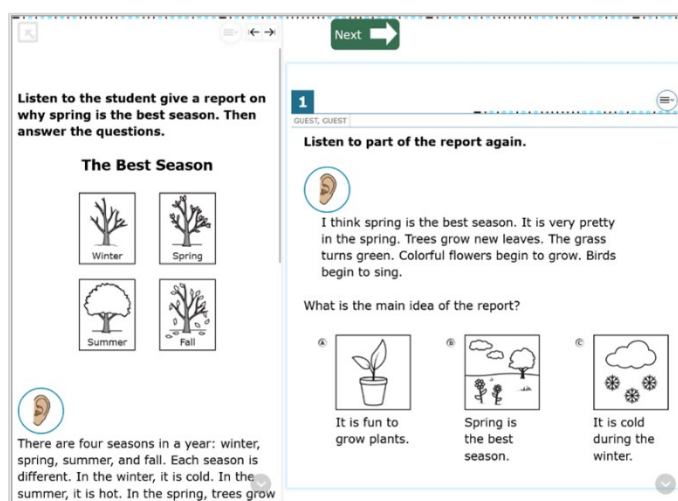 Next
Listen to the student give a report on
why spring is the best season. Then
answer the questions.
The Best Season
Winter
Spring
Summer
Fall
There are four seasons in a year: winter,
spring, summer, and fall. Each season is
different. In the winter, it is cold. In the
summer, it is hot. In the spring, trees grow
1
GUEST, GUEST
Listen to part of the report again.
I think spring is the best season. It is very pretty
in the spring. Trees grow new leaves. The grass
turns green. Colorful flowers begin to grow. Birds
begin to sing.
What is the main idea of the report?
A
It is fun to
grow plants.
B
Spring is
the best
season.
C
It is cold
during the
winter.